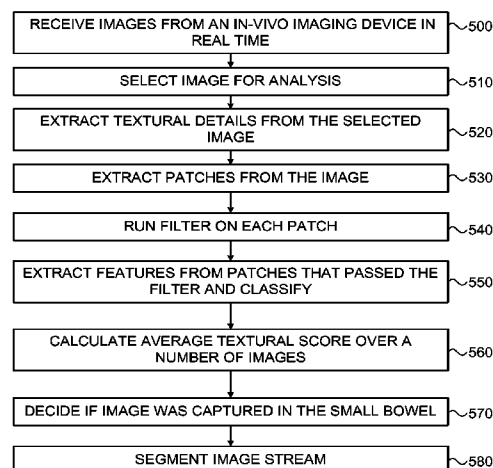 RECEIVE IMAGES FROM AN IN-VIVO IMAGING DEVICE IN
REAL TIME
500
SELECT IMAGE FOR ANALYSIS
510
EXTRACT TEXTURAL DETAILS FROM THE SELECTED
IMAGE
520
EXTRACT PATCHES FROM THE IMAGE
530
RUN FILTER ON EACH PATCH
540
EXTRACT FEATURES FROM PATCHES THAT PASSED THE
FILTER AND CLASSIFY
550
CALCULATE AVERAGE TEXTURAL SCORE OVER A
NUMBER OF IMAGES
560
DECIDE IF IMAGE WAS CAPTURED IN THE SMALL BOWEL
570
SEGMENT IMAGE STREAM
580